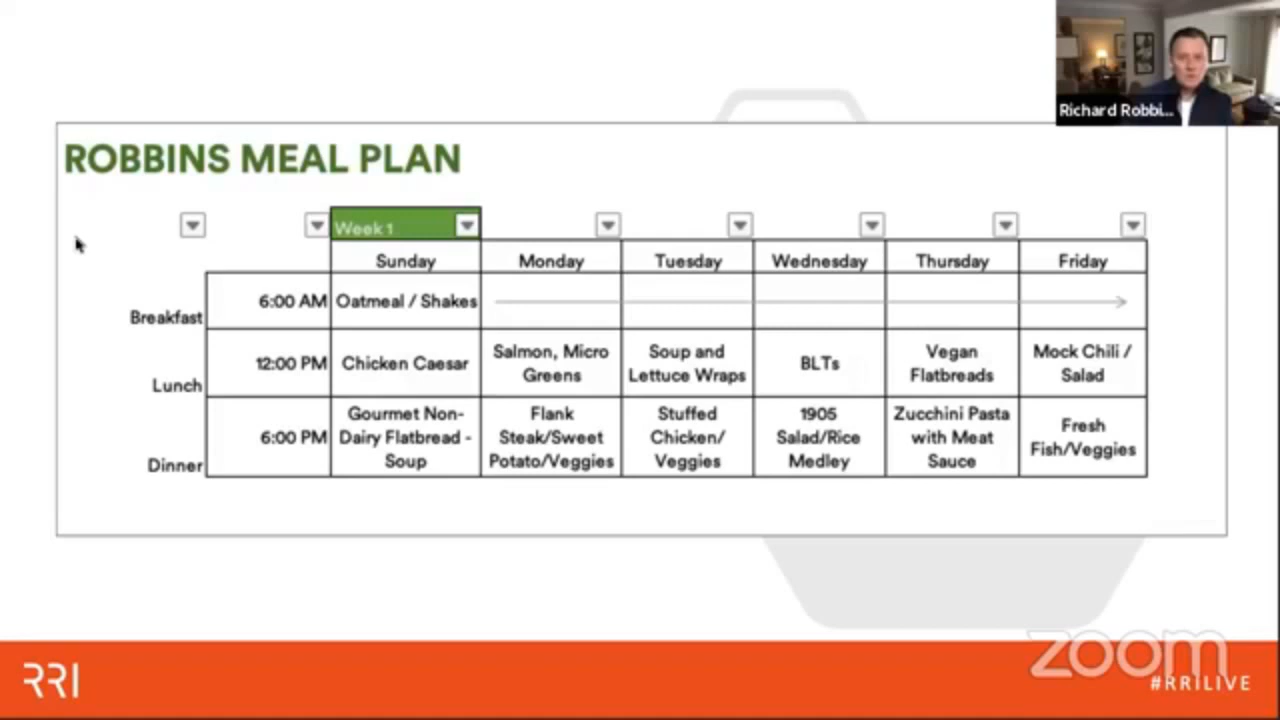 Richard Robbi...
ROBBINS MEAL PLAN
Week 1
Sunday
Monday
Tuesday
Wednesday
Thursday
Friday
Breakfast
6:00 AM
Oatmeal / Shakes
Lunch
12:00 PM
Chicken Caesar
Salmon, Micro
Greens
Soup and
Lettuce Wraps
BLTs
Vegan
Flatbreads
Mock Chili /
Salad
Dinner
6:00 PM
Gourmet Non-
Dairy Flatbread -
Soup
Flank
Steak/Sweet
Potato/Veggies
Stuffed
Chicken/
Veggies
1905
Salad/Rice
Medley
Zucchini Pasta
with Meat
Sauce
Fresh
Fish/Veggies
RRI
zoom
#RRILIVE